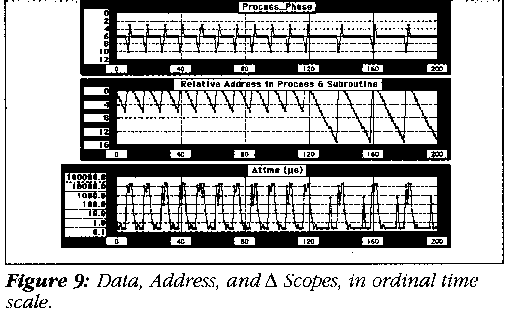 Process_Phase
0
2
4
6
8
10
12
0 40 80 120 160 200
Relative Address in Process & Subroutine
0
4
8
12
16
0 40 80 120 160 200
Δtime (μs)
100000.0
10000.0
1000.0
100.0
10.0
1.0
0.1
0 40 80 120 160 200
Figure 9: Data, Address, and Δ Scopes, in ordinal time
scale.